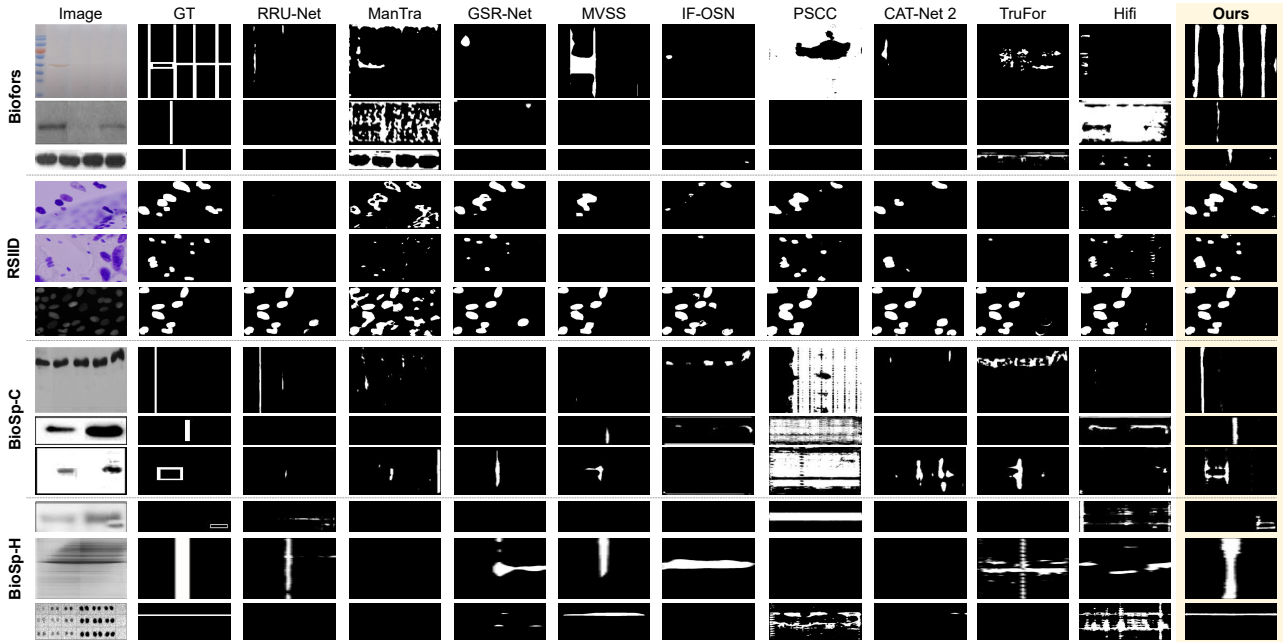 Image GT RRU-Net ManTra GSR-Net MVSS IF-OSN PSCC CAT-Net 2 TruFor Hifi Ours
Biofors
RSIID
BioSp-C
BioSp-H